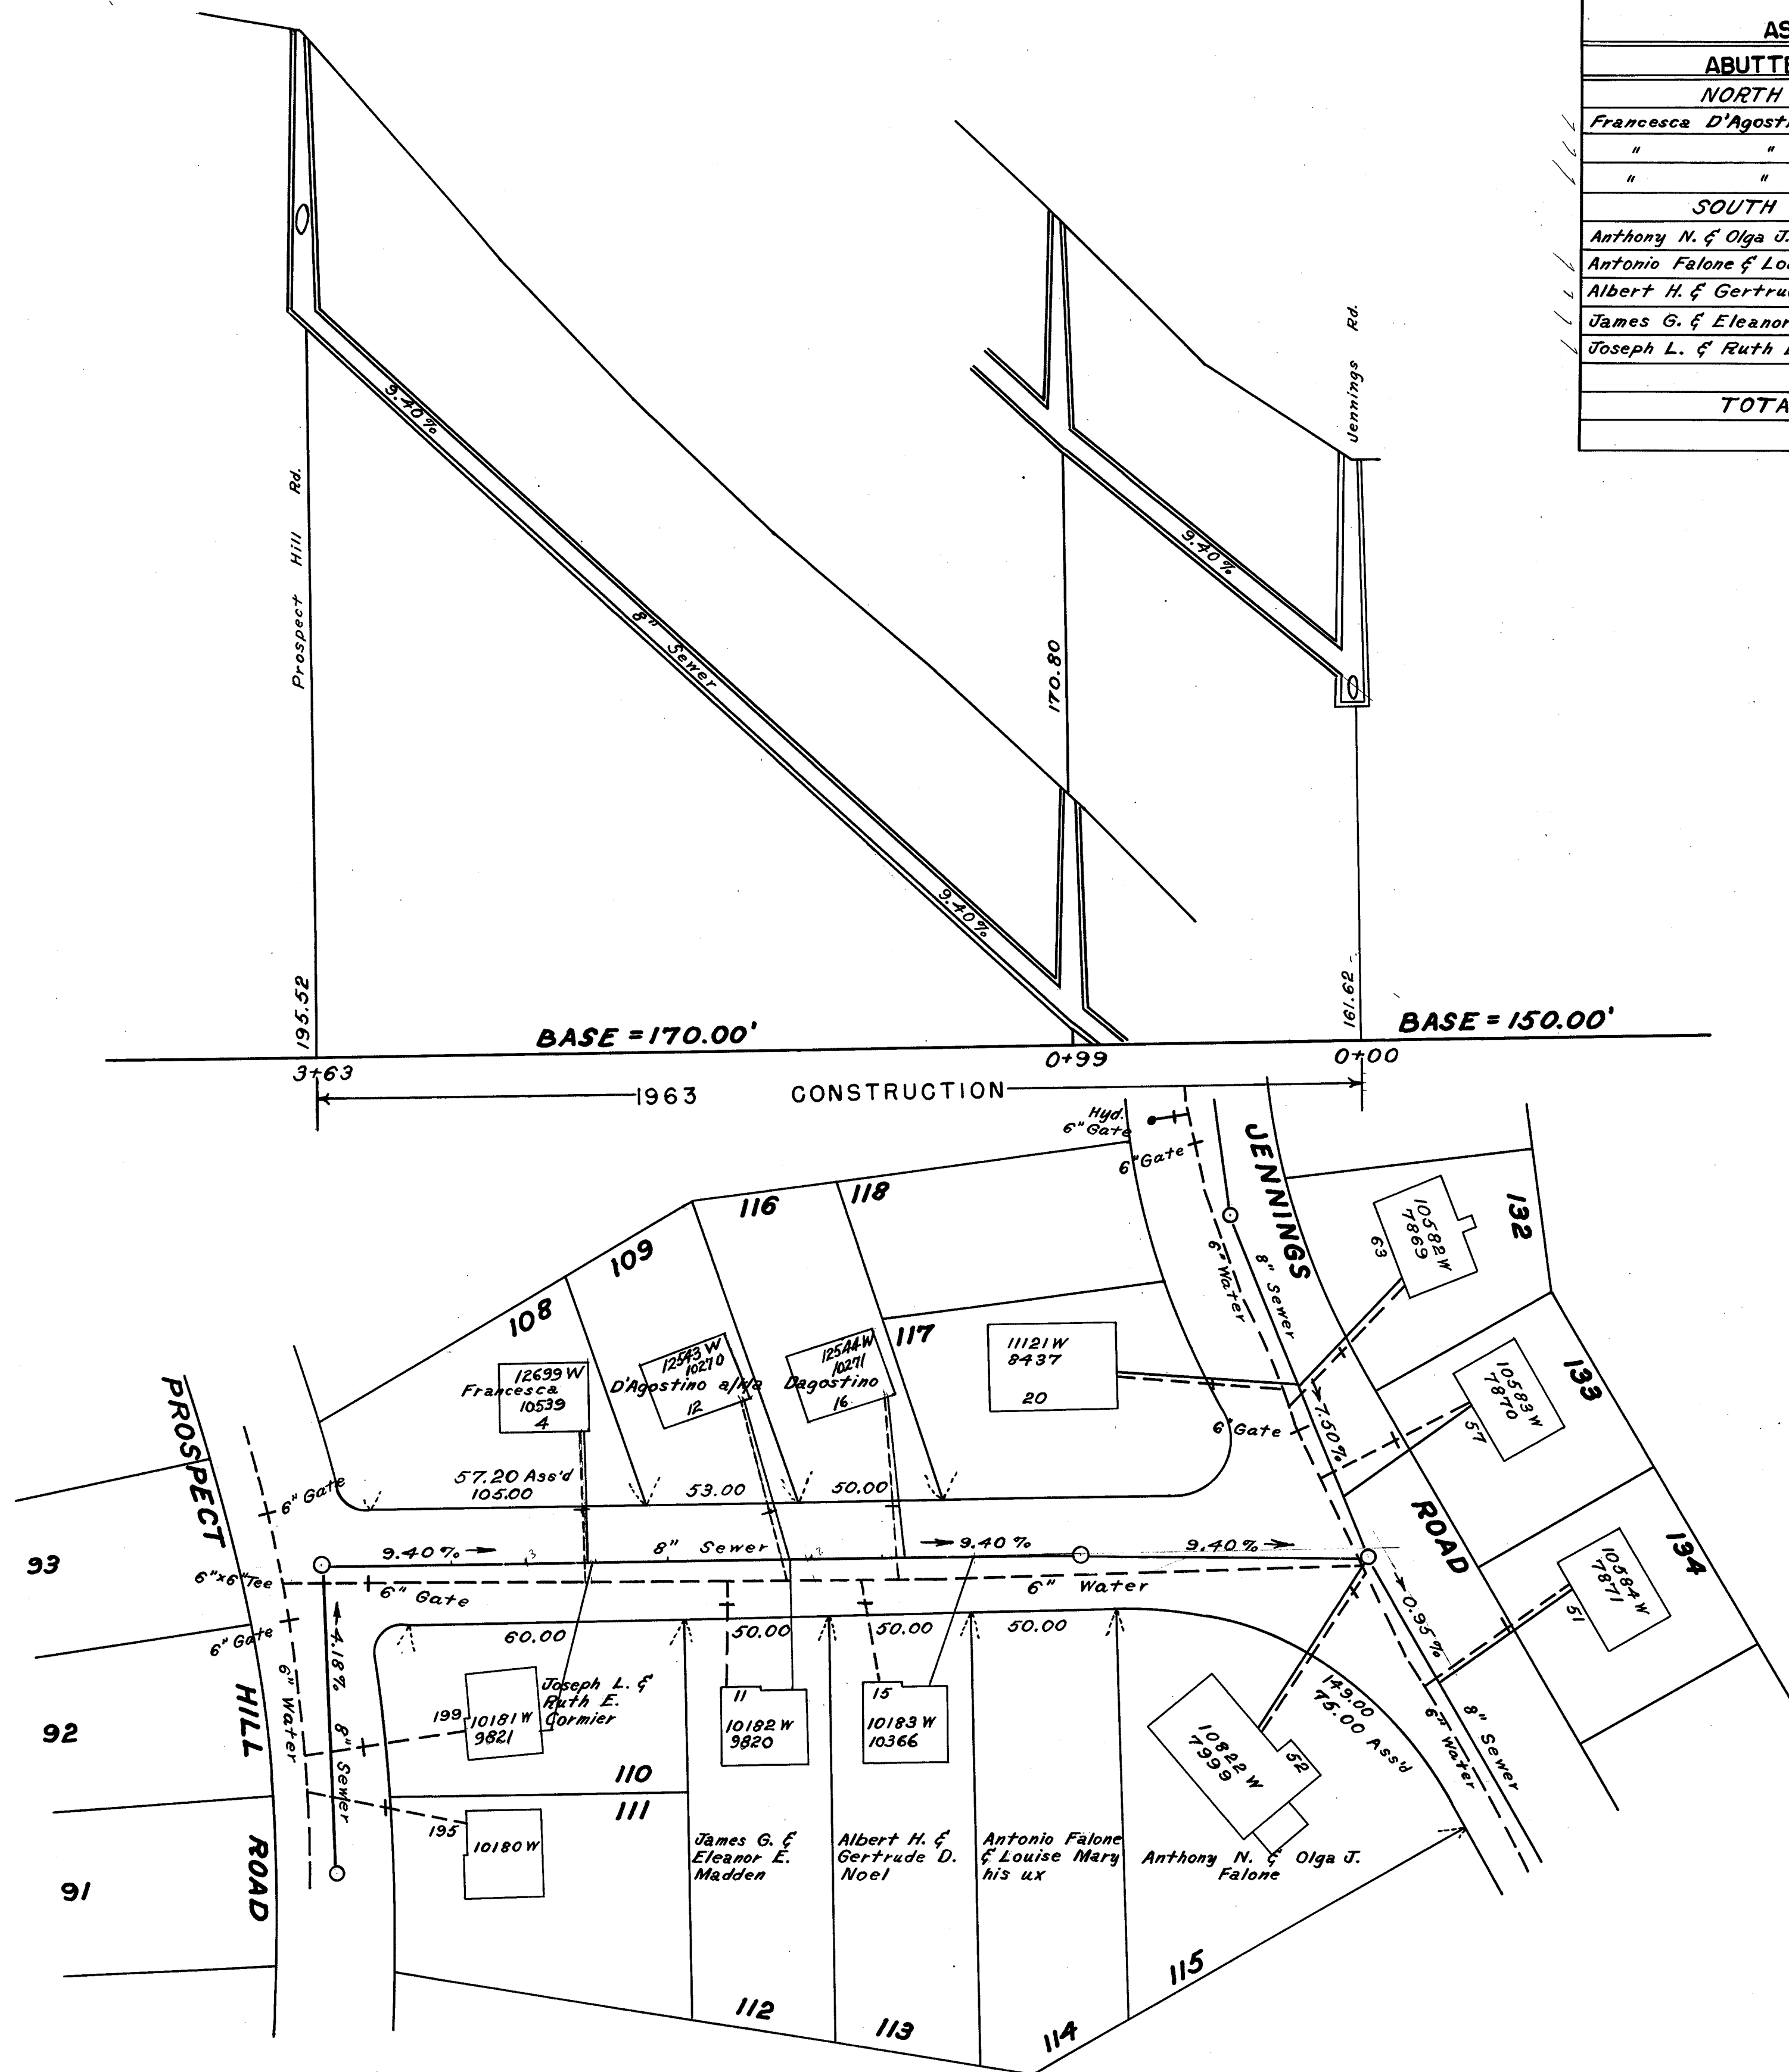 AS
ABUTTE
NORTH
Francesca D'Agosti
" "
" "
SOUTH
Anthony N. & Olga J.
Antonio Falone & Lou
Albert H. & Gertrud
James G. & Eleanor
Joseph L. & Ruth
TOTA
9.40%
Prospect Hill Rd.
8" Sewer
9.40%
195.52
170.80
9.40%
Jennings Rd.
161.62
BASE = 170.00'
BASE = 150.00'
3+63
0+99
0+00
1963 CONSTRUCTION
Hyd.
6" Gate
6" Gate
JENNINGS
ROAD
6" Water
8" Sewer
116
118
109
108
117
132
133
134
10582 W
7869
63
10583 W
7870
57
10584 W
7871
51
12699 W
Francesca
10539
4
12543 W
10270
D'Agostino a/k/a
12
12544 W
10271
Dagostino
16
11121 W
8437
20
6" Gate
7.50%
57.20 Ass'd
105.00
53.00
50.00
PROSPECT
HILL
ROAD
6" Gate
9.40%
8" Sewer
9.40%
9.40%
6"x6" Tee
6" Gate
6" Water
6" Gate
0.95%
93
92
91
4.18%
8" Sewer
6" Water
60.00
50.00
50.00
50.00
149.00
75.00 Ass'd
6" Water
8" Sewer
Joseph L. &
Ruth E.
Cormier
199
10181 W
9821
11
10182 W
9820
15
10183 W
10366
10822 W
7999
52
110
111
195
10180 W
James G. &
Eleanor E.
Madden
Albert H. &
Gertrude D.
Noel
Antonio Falone
& Louise Mary
his ux
Anthony N. & Olga J.
Falone
112
113
114
115